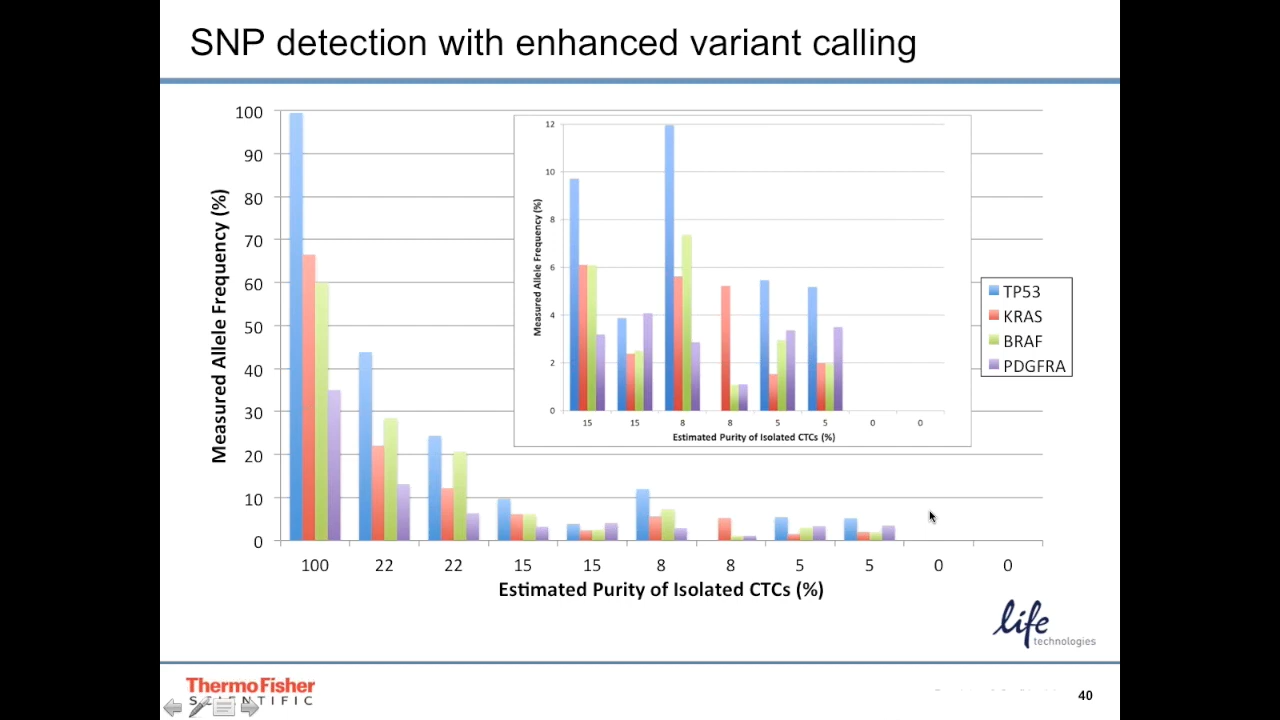 SNP detection with enhanced variant calling
Measured Allele Frequency (%)
100
90
80
70
60
50
40
30
20
10
0
100 22 22 15 15 8 8 5 5 0 0
Estimated Purity of Isolated CTCs (%)
Measured Allele Frequency (%)
12
10
8
6
4
2
0
15 15 8 8 5 5 0 0
Estimated Purity of Isolated CTCs (%)
TP53
KRAS
BRAF
PDGFRA
life
technologies
ThermoFisher
SCIENTIFIC
40